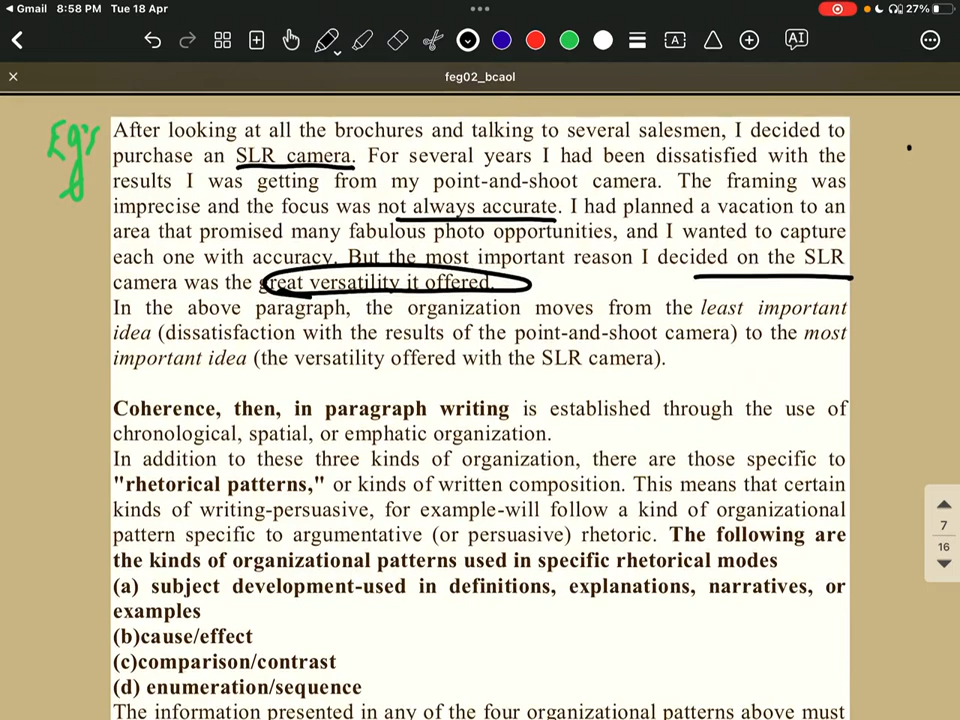 Gmail 8:58 PM Tue 18 Apr 27%
A AI
feg02_bcaol
Eg's
After looking at all the brochures and talking to several salesmen, I decided to
purchase an SLR camera. For several years I had been dissatisfied with the
results I was getting from my point-and-shoot camera. The framing was
imprecise and the focus was not always accurate. I had planned a vacation to an
area that promised many fabulous photo opportunities, and I wanted to capture
each one with accuracy. But the most important reason I decided on the SLR
camera was the great versatility it offered.
In the above paragraph, the organization moves from the least important
idea (dissatisfaction with the results of the point-and-shoot camera) to the most
important idea (the versatility offered with the SLR camera).
Coherence, then, in paragraph writing is established through the use of
chronological, spatial, or emphatic organization.
In addition to these three kinds of organization, there are those specific to
"rhetorical patterns," or kinds of written composition. This means that certain
kinds of writing-persuasive, for example-will follow a kind of organizational
pattern specific to argumentative (or persuasive) rhetoric. The following are
the kinds of organizational patterns used in specific rhetorical modes
(a) subject development-used in definitions, explanations, narratives, or
examples
(b)cause/effect
(c)comparison/contrast
(d) enumeration/sequence
The information presented in any of the four organizational patterns above must
7
16